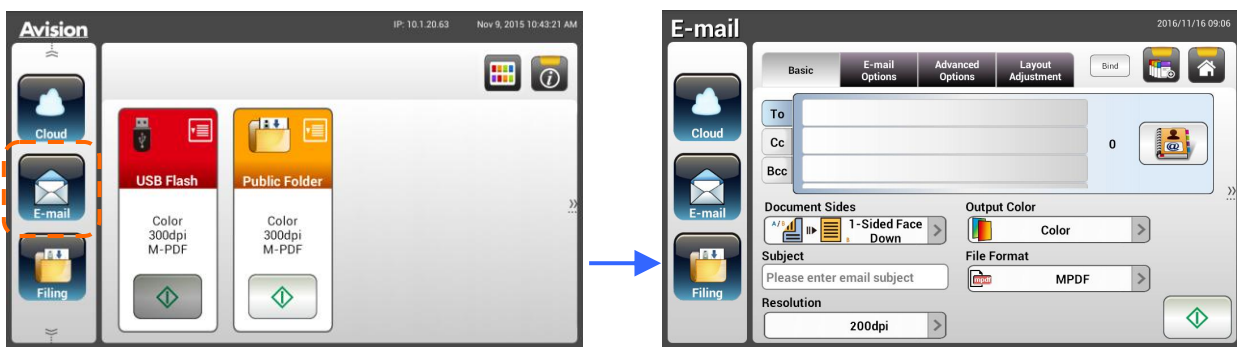 Avision
IP: 10.1.20.63
Nov 9, 2015 10:43:21 AM
Cloud
E-mail
Filing
USB Flash
Color
300dpi
M-PDF
Public Folder
Color
300dpi
M-PDF
E-mail
2016/11/16 09:06
Cloud
E-mail
Filing
Basic
E-mail
Options
Advanced
Options
Layout
Adjustment
Bind
To
Cc
Bcc
0
@
Document Sides
A/B
1-Sided Face
Down
Output Color
Color
Subject
Please enter email subject
File Format
mpdf
MPDF
Resolution
200dpi